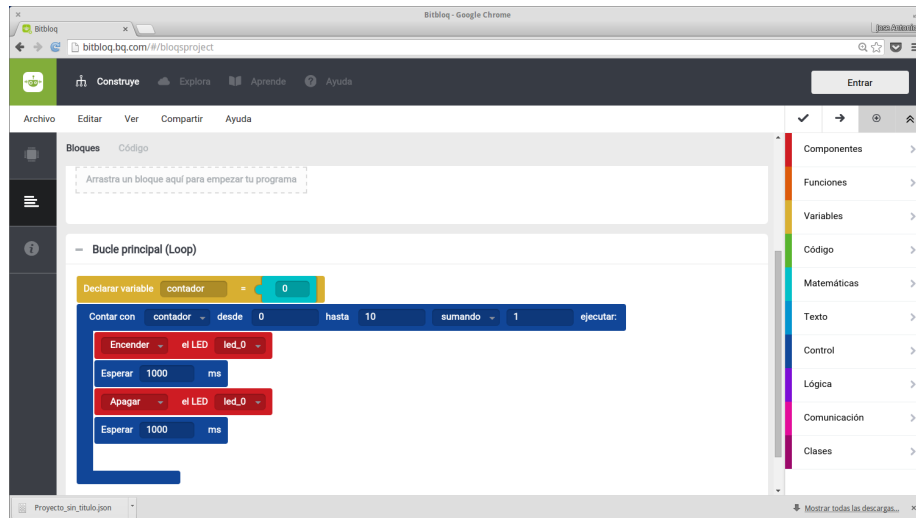 Bitbloq - Google Chrome
Bitbloq
bitbloq.bq.com/#/bloqsproject
Construye Explora Aprende Ayuda Entrar
Archivo Editar Ver Compartir Ayuda
Bloques Código
Arrastra un bloque aquí para empezar tu programa
Bucle principal (Loop)
Declarar variable contador = 0
Contar con contador desde 0 hasta 10 sumando 1 ejecutar:
Encender el LED led_0
Esperar 1000 ms
Apagar el LED led_0
Esperar 1000 ms
Componentes
Funciones
Variables
Código
Matemáticas
Texto
Control
Lógica
Comunicación
Clases
Proyecto_sin_titulo.json
Mostrar todas las descargas...